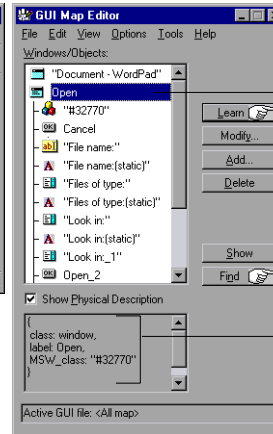 GUI Map Editor
File Edit View Options Tools Help
Windows/Objects:
"Document - WordPad"
Open
"#32770"
Cancel
"File name:"
"File name:(static)"
"Files of type:"
"Files of type:(static)"
"Look in:"
"Look in:(static)"
"Look in:_1"
Open_2
Learn
Modify...
Add...
Delete
Show
Find
Show Physical Description
{
class: window,
label: Open,
MSW_class: "#32770"
}
Active GUI file: <All map>